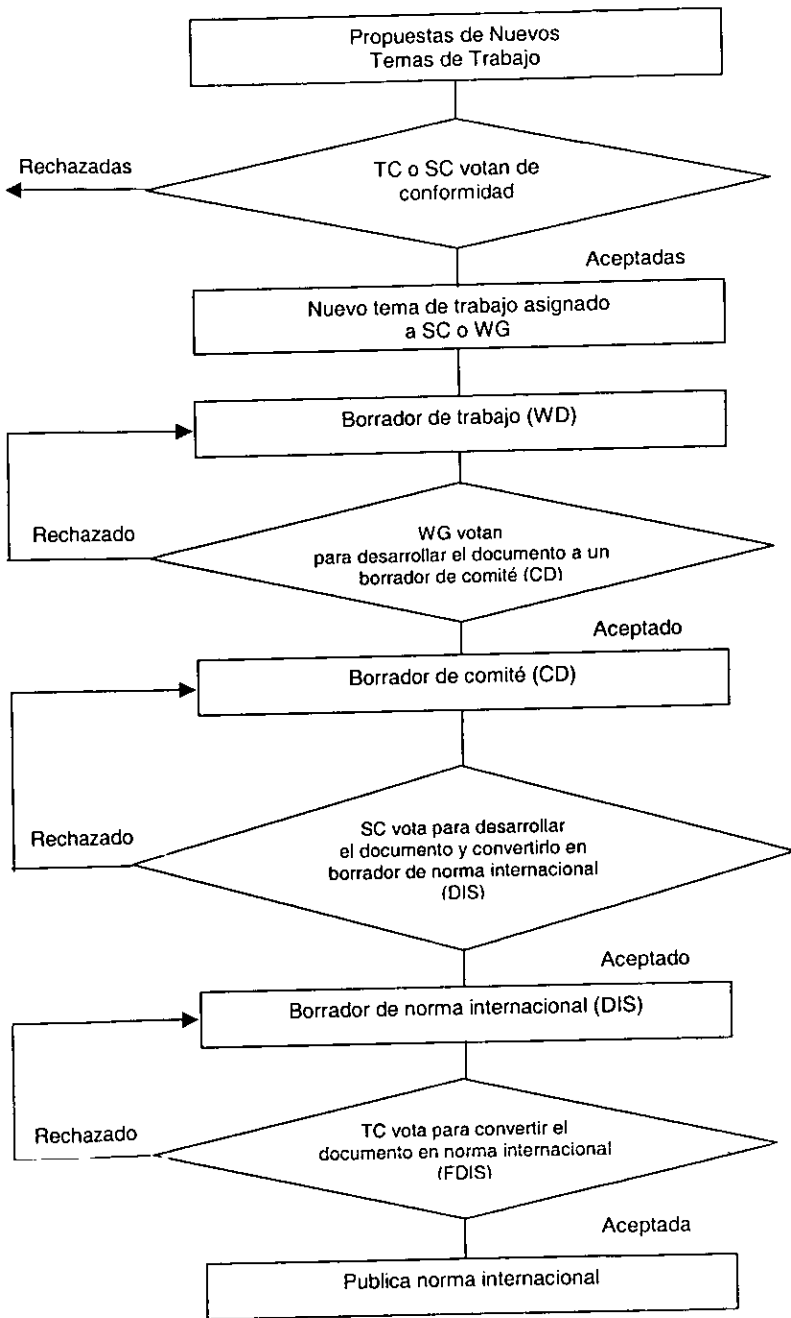 Propuestas de Nuevos
Temas de Trabajo
Rechazadas
TC o SC votan de
conformidad
Aceptadas
Nuevo tema de trabajo asignado
a SC o WG
Borrador de trabajo (WD)
Rechazado
WG votan
para desarrollar el documento a un
borrador de comité (CD)
Aceptado
Borrador de comité (CD)
Rechazado
SC vota para desarrollar
el documento y convertirlo en
borrador de norma internacional
(DIS)
Aceptado
Borrador de norma internacional (DIS)
Rechazado
TC vota para convertir el
documento en norma internacional
(FDIS)
Aceptada
Publica norma internacional